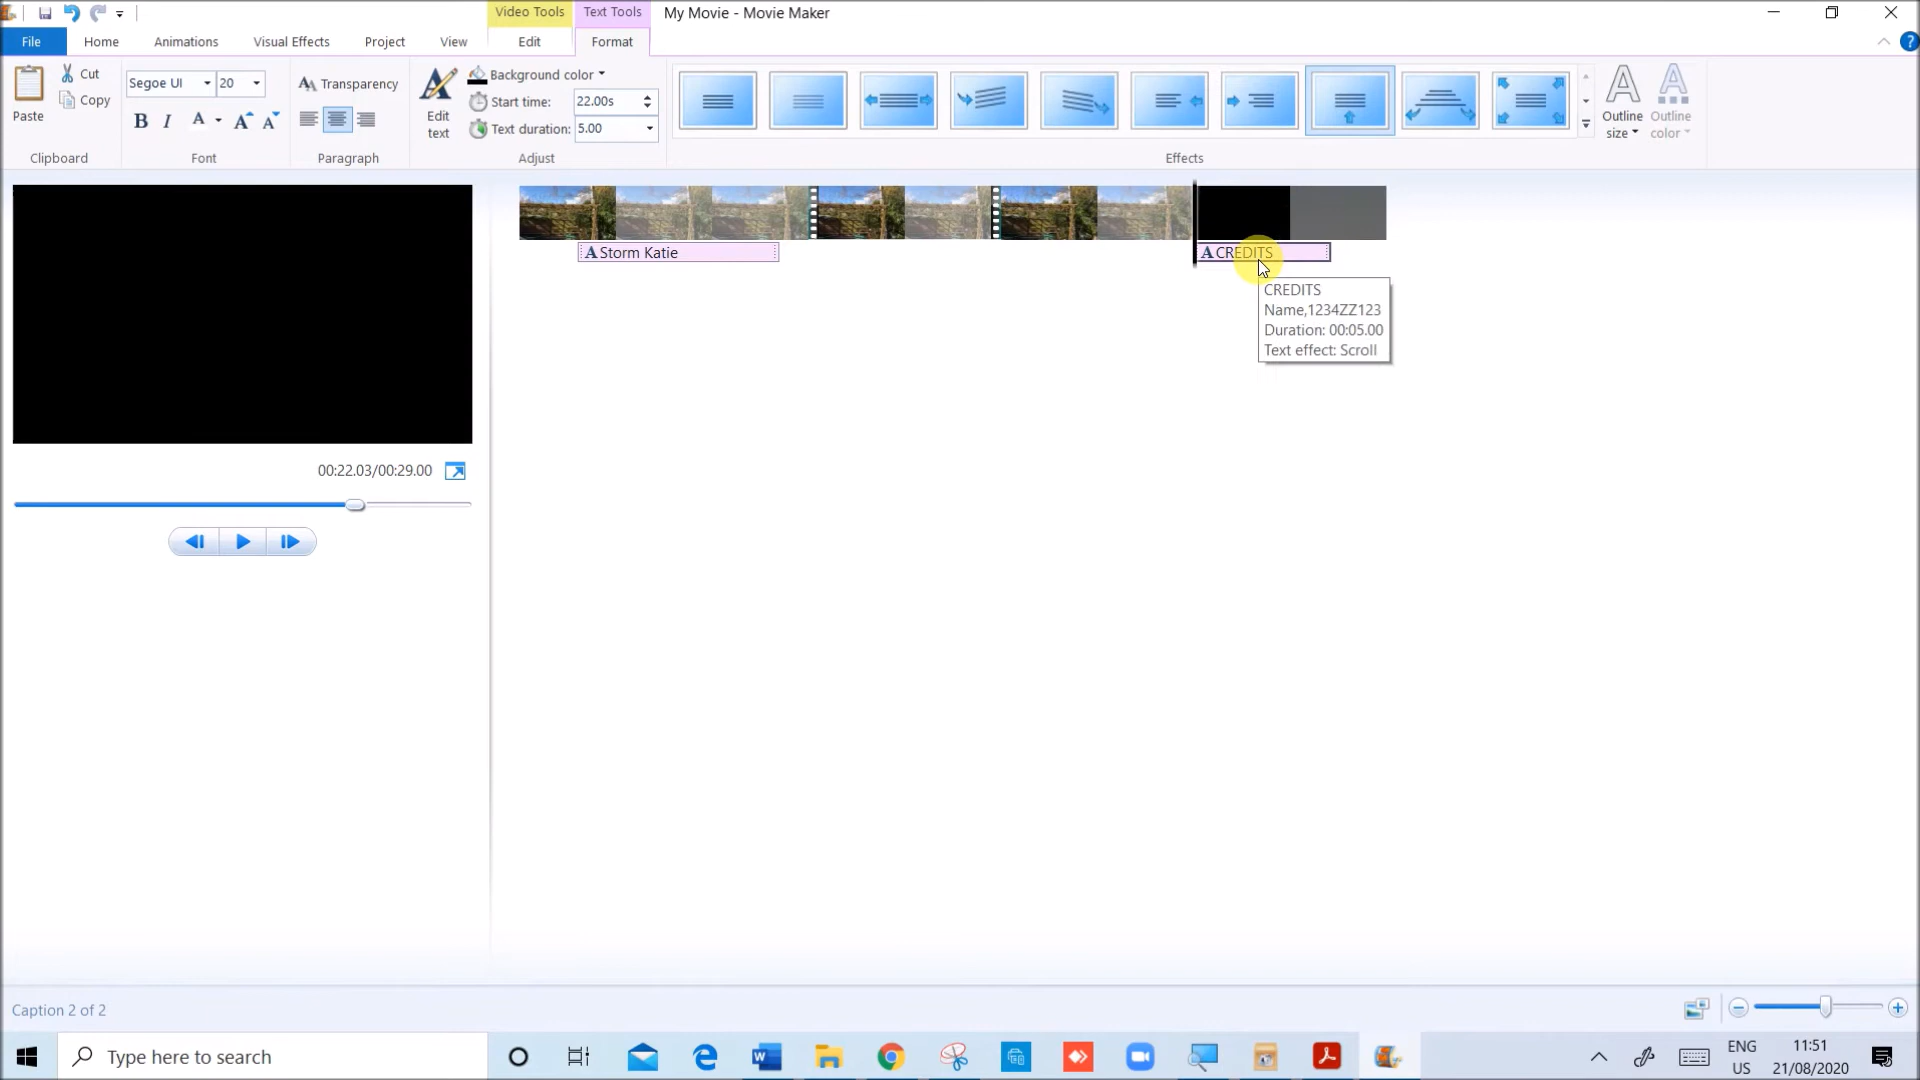 Video Tools
Text Tools
My Movie - Movie Maker
File
Home
Animations
Visual Effects
Project
View
Edit
Format
Paste
Cut
Copy
Clipboard
Segoe UI
20
B I A A A
Font
AA Transparency
Paragraph
Edit
text
Background color
Start time:
22.00s
Text duration:
5.00
Adjust
Effects
Outline
size
Outline
color
A Storm Katie
A CREDITS
CREDITS
Name,1234ZZ123
Duration: 00:05.00
Text effect: Scroll
00:22.03/00:29.00
Caption 2 of 2
Type here to search
ENG
US
11:51
21/08/2020